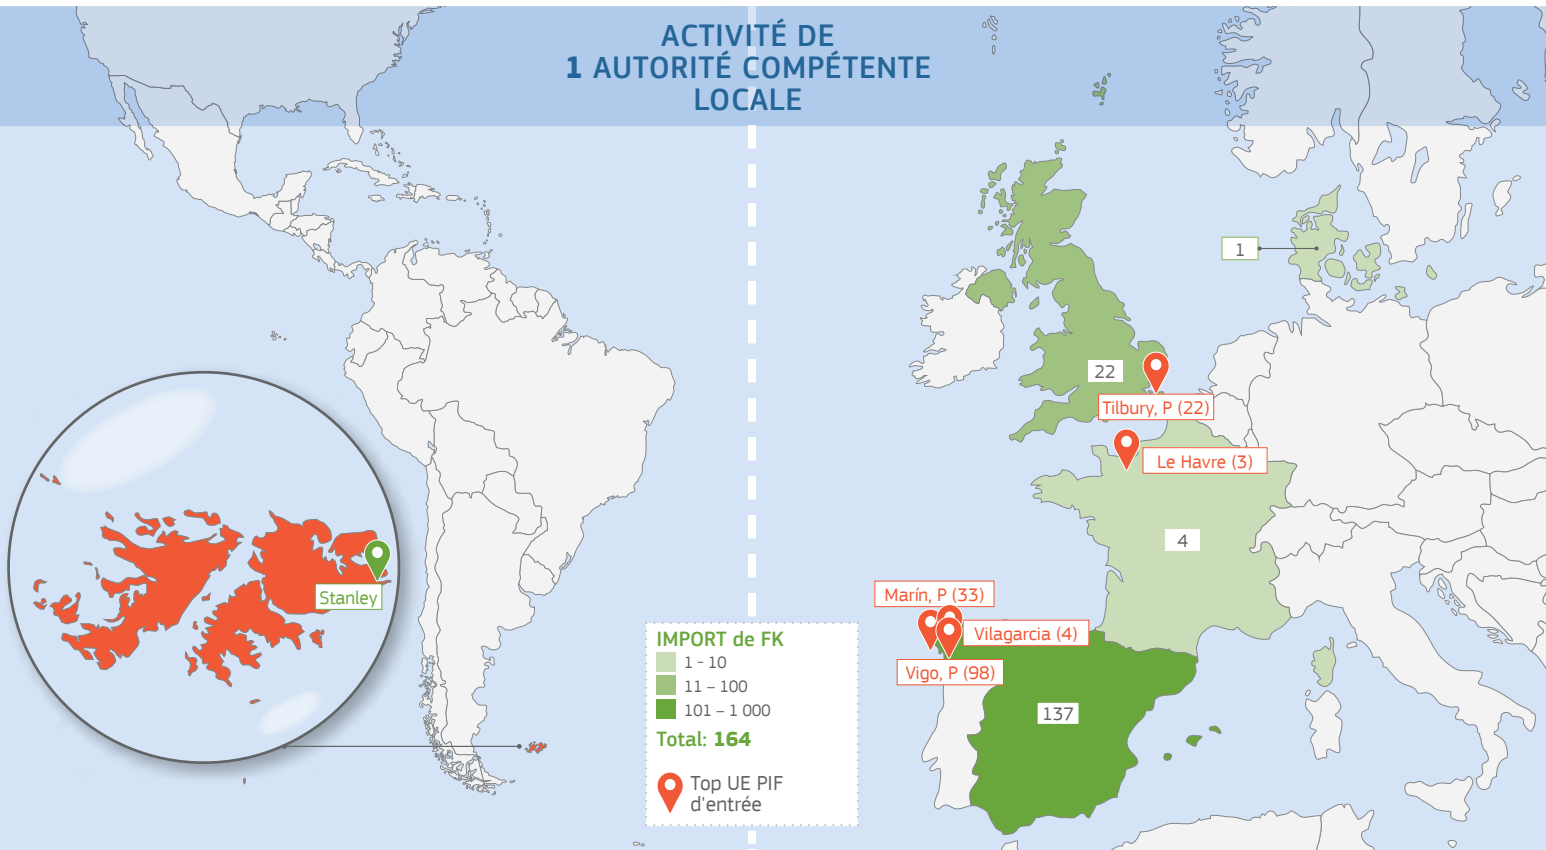 ACTIVITÉ DE
1 AUTORITÉ COMPÉTENTE
LOCALE
1
22
Tilbury, P (22)
Le Havre (3)
4
Stanley
Marín, P (33)
Vilagarcia (4)
Vigo, P (98)
137
IMPORT de FK
1 - 10
11 – 100
101 – 1 000
Total: 164
Top UE PIF
d'entrée